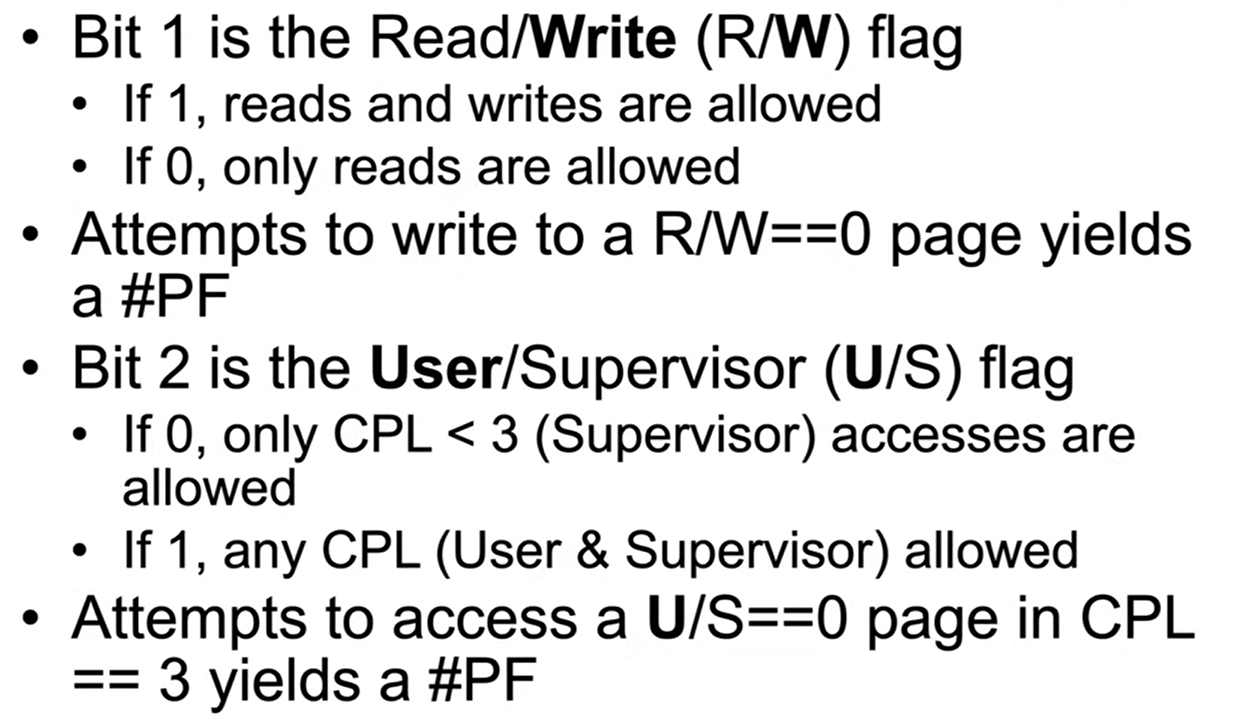 • Bit 1 is the Read/Write (R/W) flag
• If 1, reads and writes are allowed
• If 0, only reads are allowed
• Attempts to write to a R/W==0 page yields
a #PF
• Bit 2 is the User/Supervisor (U/S) flag
• If 0, only CPL < 3 (Supervisor) accesses are
allowed
• If 1, any CPL (User & Supervisor) allowed
• Attempts to access a U/S==0 page in CPL
== 3 yields a #PF